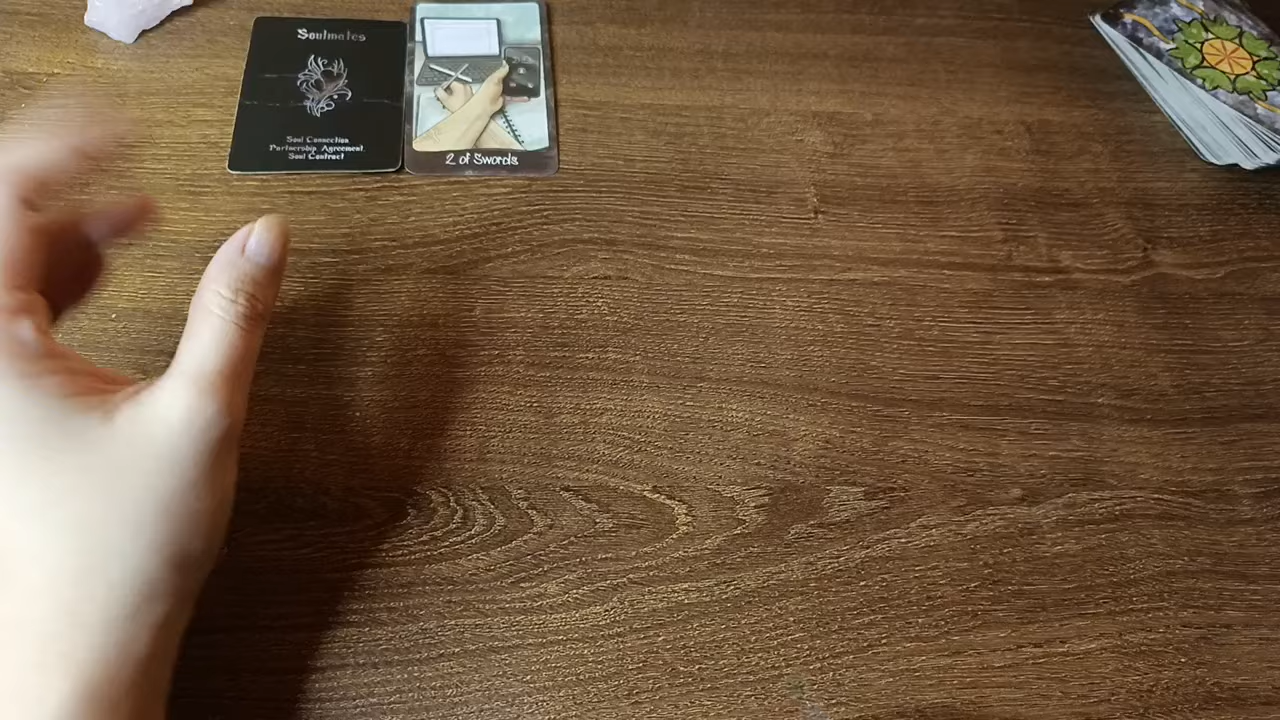 Soulmates
Soul Connection
Partnership, Agreement,
Soul Contract
2 of Swords